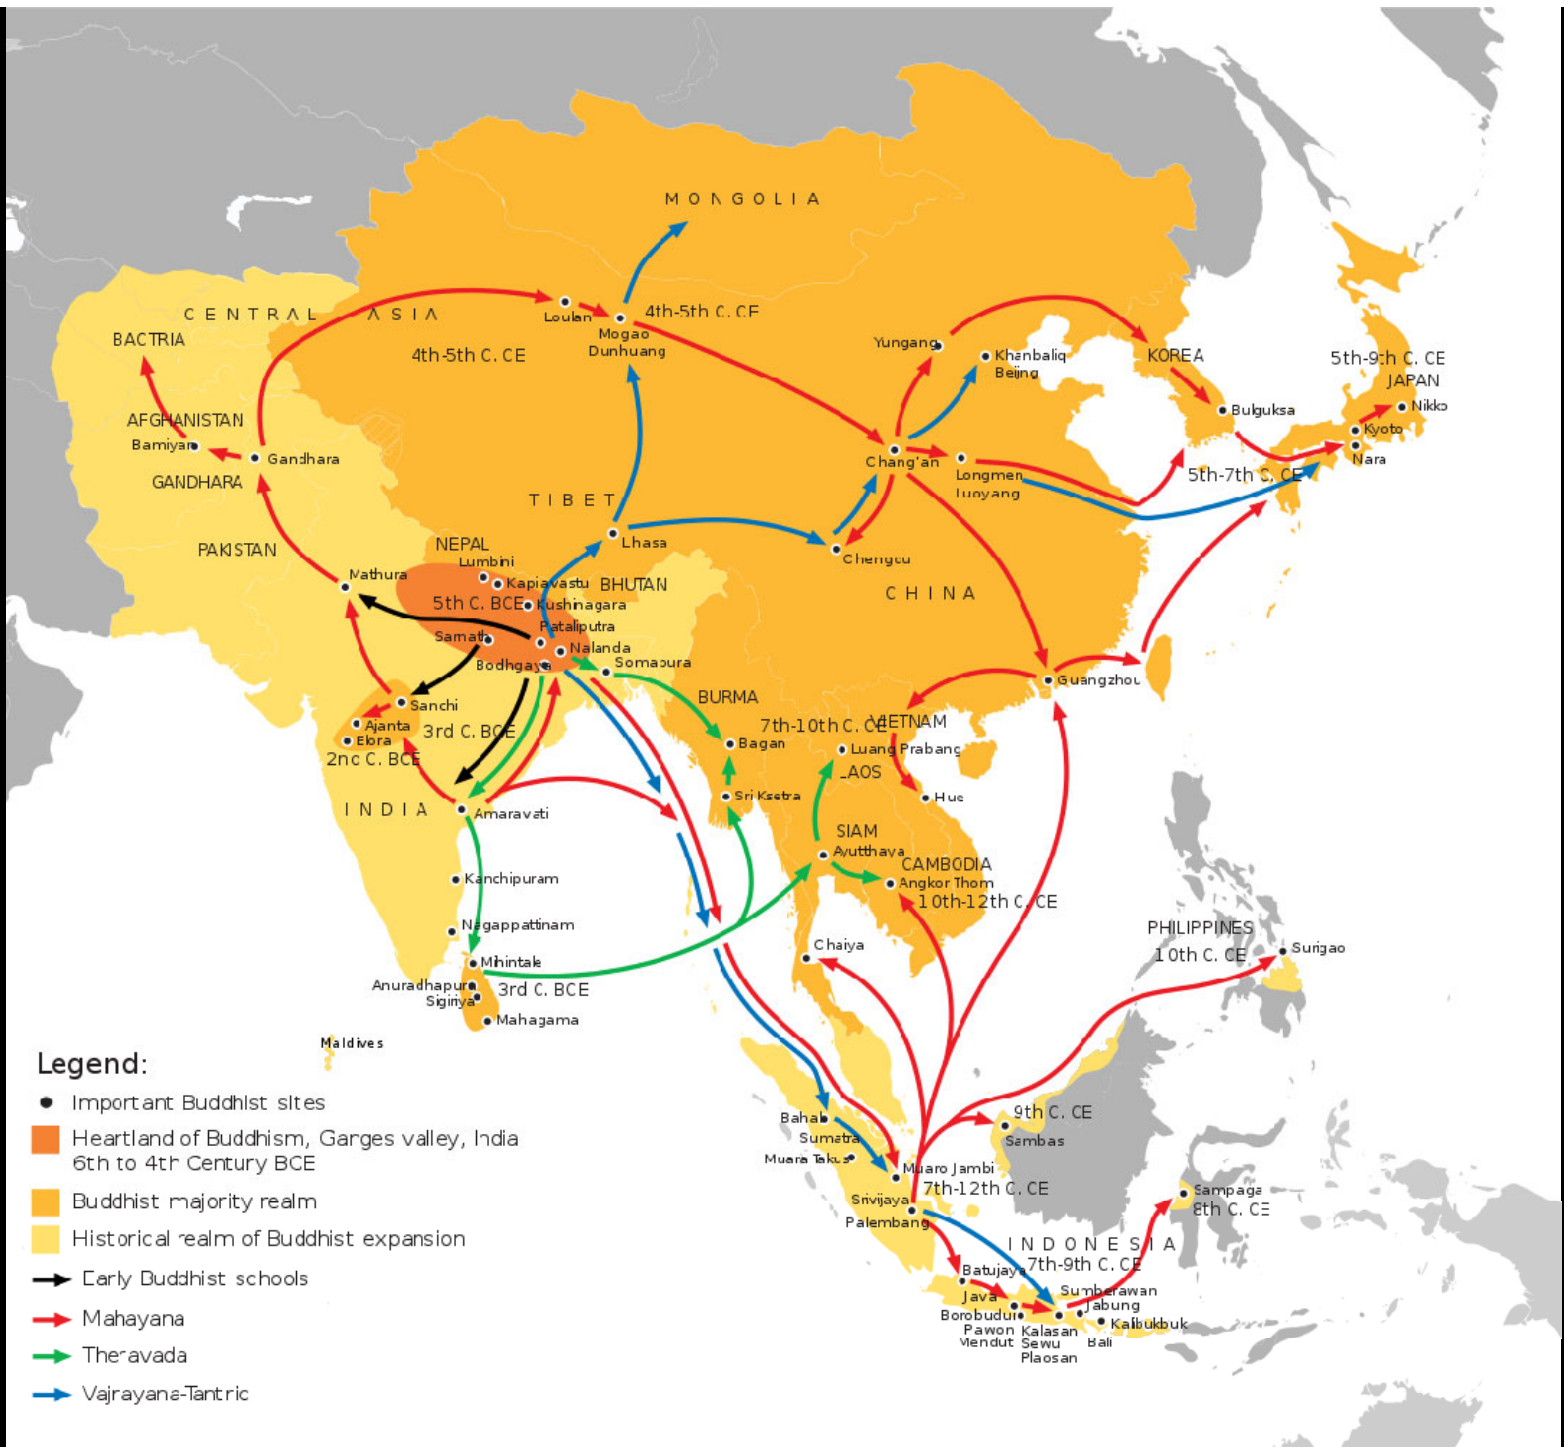 MONGOLIA
CENTRAL ASIA
BACTRIA
Loulan
4th-5th C. CE
Mogao
Dunhuang
4th-5th C. CE
Yungang
Khanbaliq
Beijing
KOREA
5th-9th C. CE
JAPAN
Nikko
Bulguksa
Kyoto
Nara
5th-7th C. CE
AFGHANISTAN
Bamiyan
Gandhara
GANDHARA
Chang'an
Longmen
Luoyang
TIBET
Lhasa
Chengdu
PAKISTAN
NEPAL
Lumbini
Mathura
Kapilavastu
BHUTAN
CHINA
5th C. BCE
Kushinagara
Pataliputra
Sarnath
Nalanda
Bodhgaya
Somapura
Guangzhou
Sanchi
BURMA
Ajanta
3rd C. BCE
7th-10th C. CE
VIETNAM
Ellora
Bagan
Luang Prabang
2nd C. BCE
LAOS
Sri Ksetra
Hue
INDIA
Amaravati
SIAM
Ayutthaya
CAMBODIA
Kanchipuram
Angkor Thom
10th-12th C. CE
Nagappattinam
PHILIPPINES
Chaiya
10th C. CE
Surigao
Mihintale
Anuradhapura
3rd C. BCE
Sigiriya
Mahagama
Maldives
Legend:
Important Buddhist sites
Heartland of Buddhism, Ganges valley, India
6th to 4th Century BCE
Buddhist majority realm
Historical realm of Buddhist expansion
Early Buddhist schools
Mahayana
Theravada
Vajrayana-Tantric
Bahal
9th C. CE
Sambas
Sumatra
Muara Takus
Muaro Jambi
7th-12th C. CE
Srivijaya
Palembang
Sampaga
8th C. CE
INDONESIA
7th-9th C. CE
Batujaya
Java
Sumberawan
Jabung
Borobudur
Pawon
Mendut
Kalasan
Sewu
Plaosan
Kalibukbuk
Bali